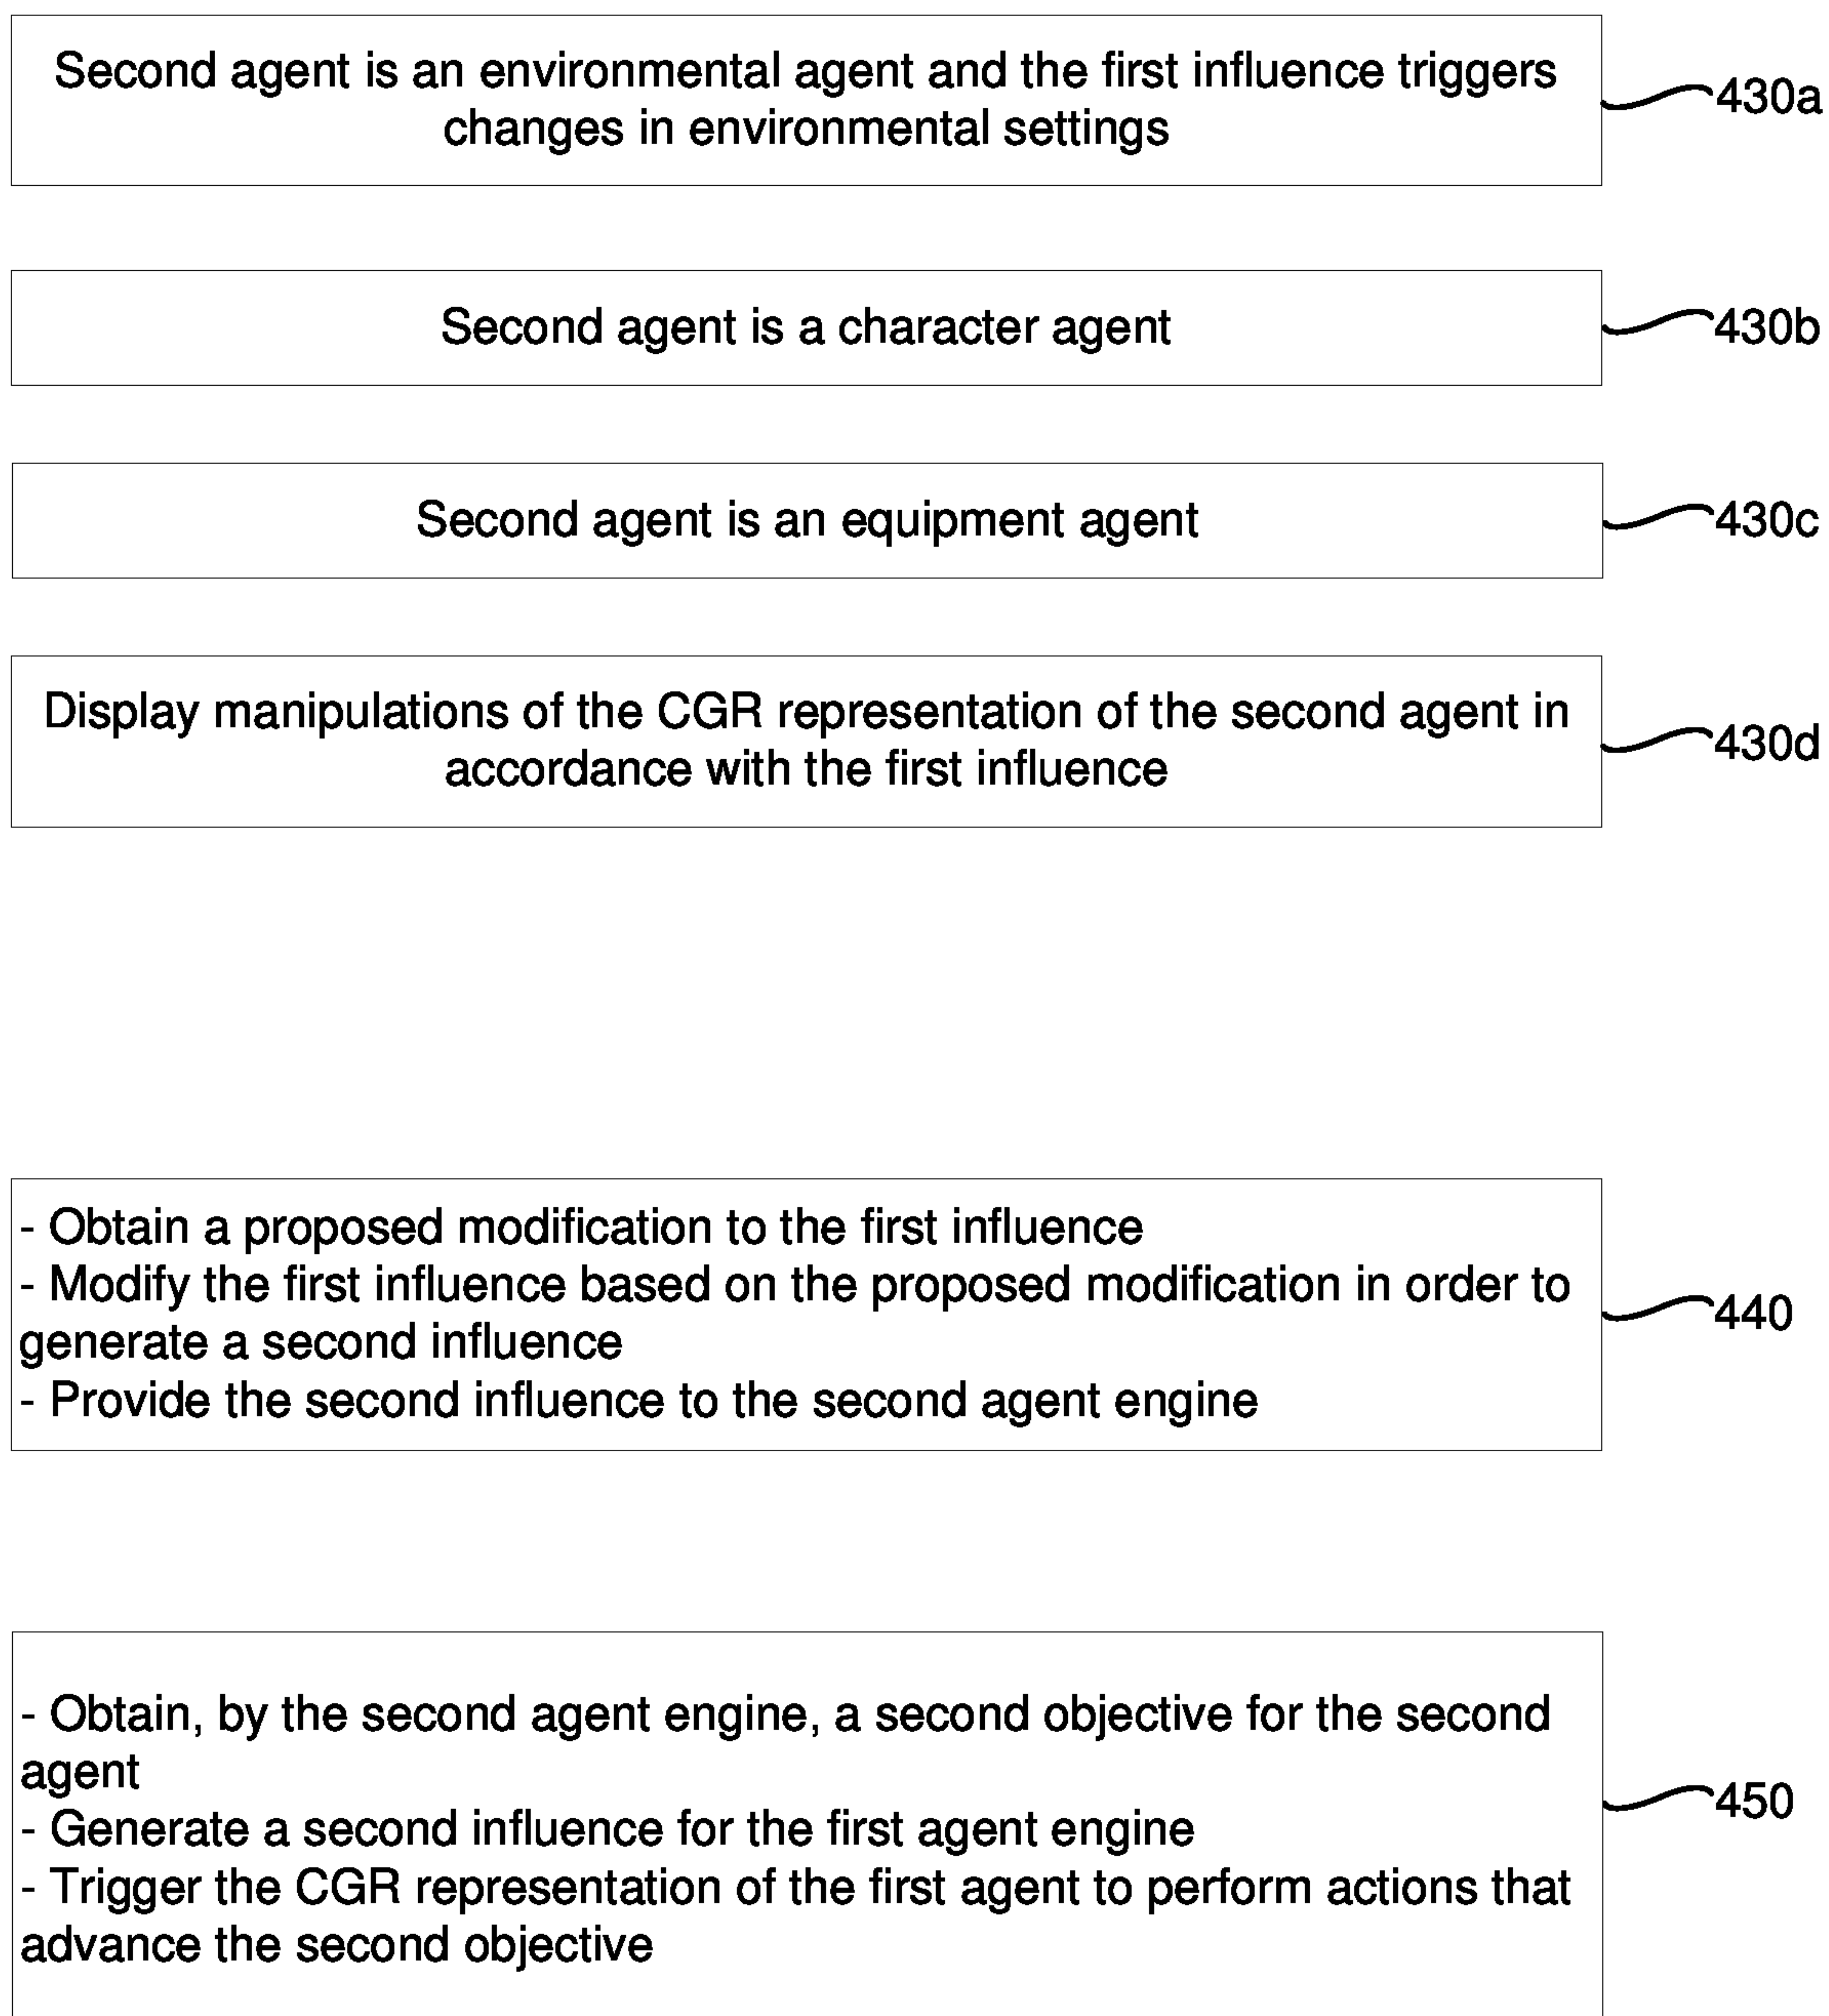 Second agent is an environmental agent and the first influence triggers
changes in environmental settings
430a
Second agent is a character agent
430b
Second agent is an equipment agent
430c
Display manipulations of the CGR representation of the second agent in
accordance with the first influence
430d
- Obtain a proposed modification to the first influence
- Modify the first influence based on the proposed modification in order to
generate a second influence
- Provide the second influence to the second agent engine
440
- Obtain, by the second agent engine, a second objective for the second
agent
- Generate a second influence for the first agent engine
- Trigger the CGR representation of the first agent to perform actions that
advance the second objective
450